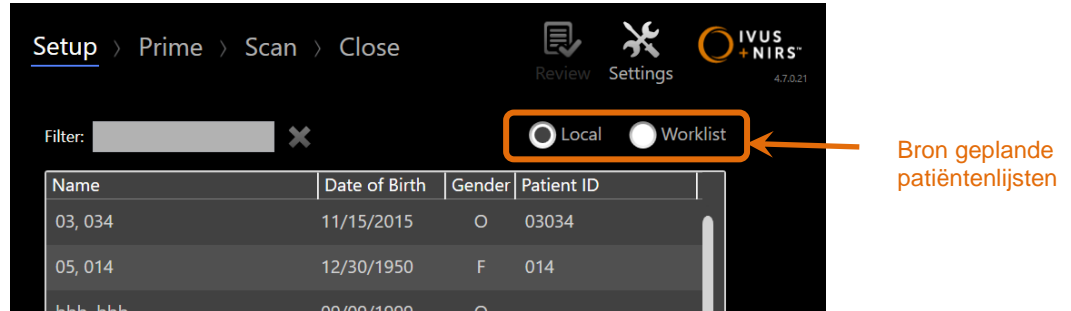 Setup > Prime > Scan > Close
Review
Settings
IVUS
+NIRS™
4.7.0.21
Filter:
Local
Worklist
Bron geplande
patiëntenlijsten
Name Date of Birth Gender Patient ID
03, 034 11/15/2015 O 03034
05, 014 12/30/1950 F 014